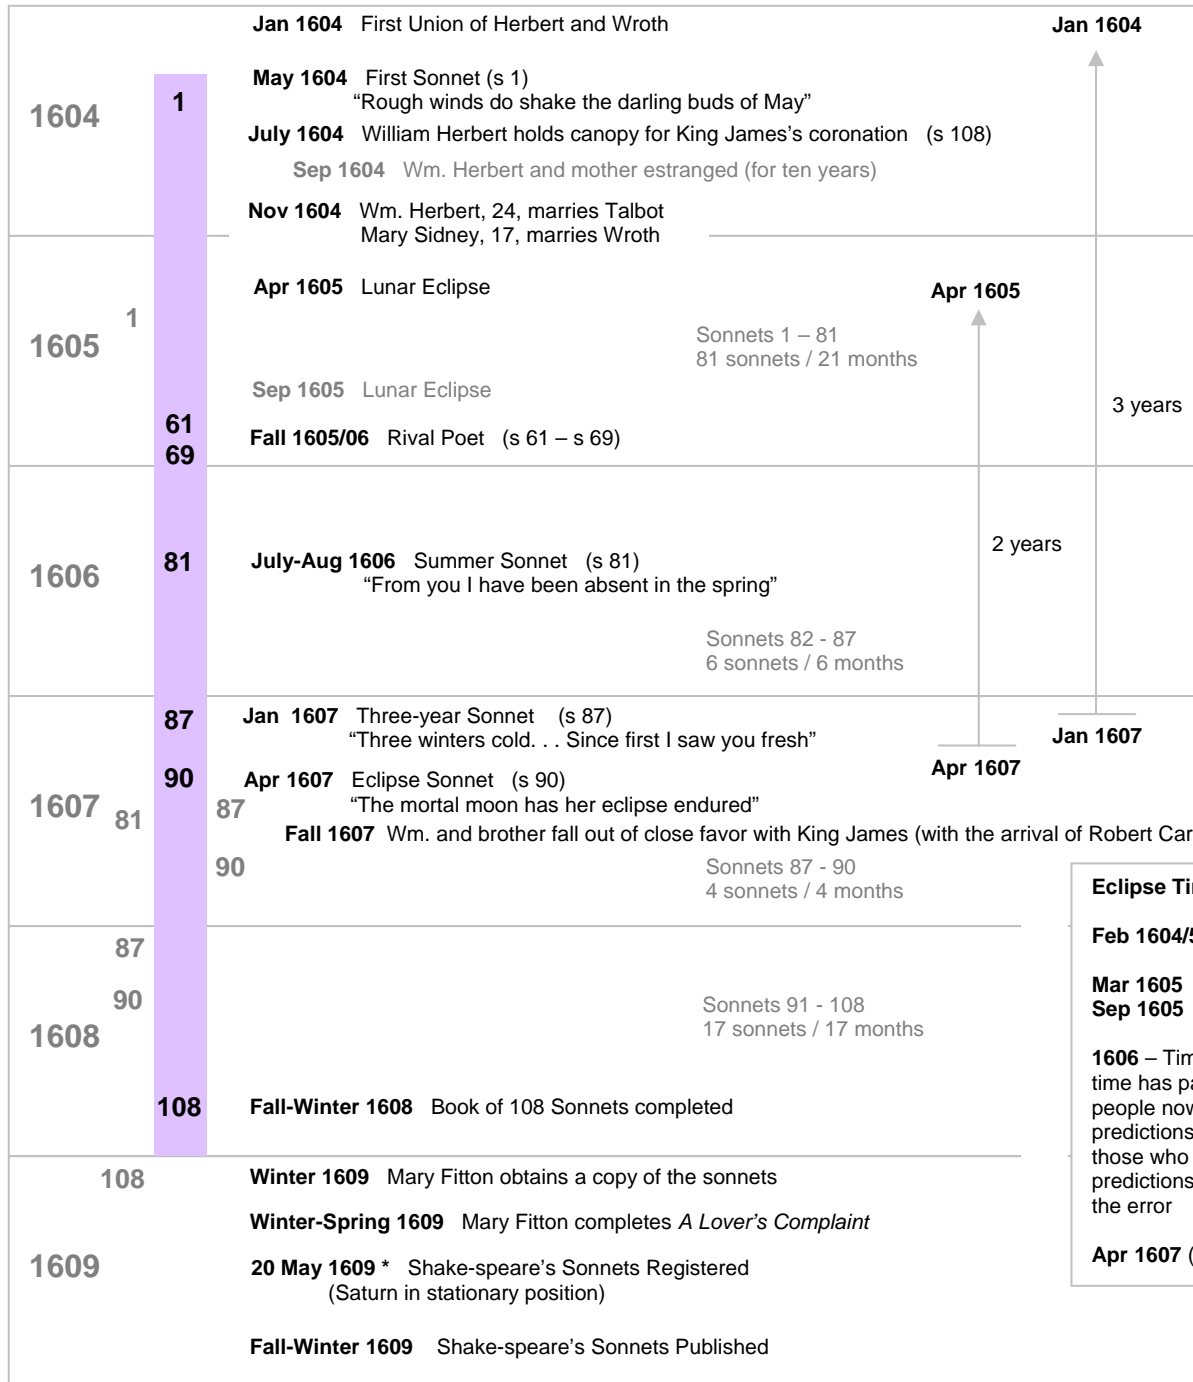 Jan 1604 First Union of Herbert and Wroth
Jan 1604
May 1604 First Sonnet (s 1)
1
“Rough winds do shake the darling buds of May”
1604
July 1604 William Herbert holds canopy for King James’s coronation (s 108)
Sep 1604 Wm. Herbert and mother estranged (for ten years)
Nov 1604 Wm. Herbert, 24, marries Talbot
Mary Sidney, 17, marries Wroth
Apr 1605 Lunar Eclipse
Apr 1605
1
1605
Sonnets 1 – 81
81 sonnets / 21 months
Sep 1605 Lunar Eclipse
3 years
61
Fall 1605/06 Rival Poet (s 61 – s 69)
69
2 years
1606
81
July-Aug 1606 Summer Sonnet (s 81)
“From you I have been absent in the spring”
Sonnets 82 - 87
6 sonnets / 6 months
87
Jan 1607 Three-year Sonnet (s 87)
“Three winters cold. . . Since first I saw you fresh”
Jan 1607
Apr 1607
90
Apr 1607 Eclipse Sonnet (s 90)
“The mortal moon has her eclipse endured”
1607
81
87
Fall 1607 Wm. and brother fall out of close favor with King James (with the arrival of Robert Car
90
Sonnets 87 - 90
4 sonnets / 4 months
87
90
1608
Sonnets 91 - 108
17 sonnets / 17 months
108
Fall-Winter 1608 Book of 108 Sonnets completed
108
Winter 1609 Mary Fitton obtains a copy of the sonnets
Winter-Spring 1609 Mary Fitton completes A Lover’s Complaint
1609
20 May 1609 * Shake-speare’s Sonnets Registered
(Saturn in stationary position)
Fall-Winter 1609 Shake-speare’s Sonnets Published
Eclipse
Feb 1604/5
Mar 1605
Sep 1605
1606 –
time has
people
predictions
those who
predictions
the error
Apr 1607 (